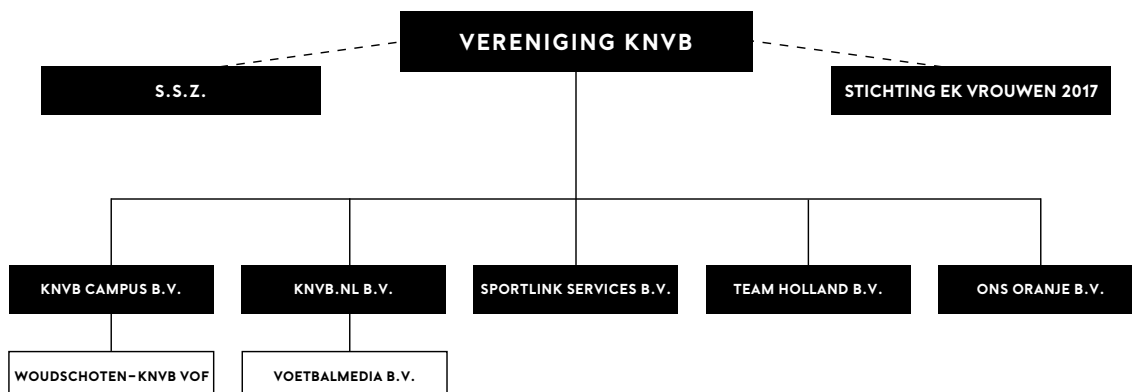 VERENIGING KNVB
S.S.Z.
STICHTING EK VROUWEN 2017
KNVB CAMPUS B.V.
KNVB.NL B.V.
SPORTLINK SERVICES B.V.
TEAM HOLLAND B.V.
ONS ORANJE B.V.
WOUDSCHOTEN–KNVB VOF
VOETBALMEDIA B.V.